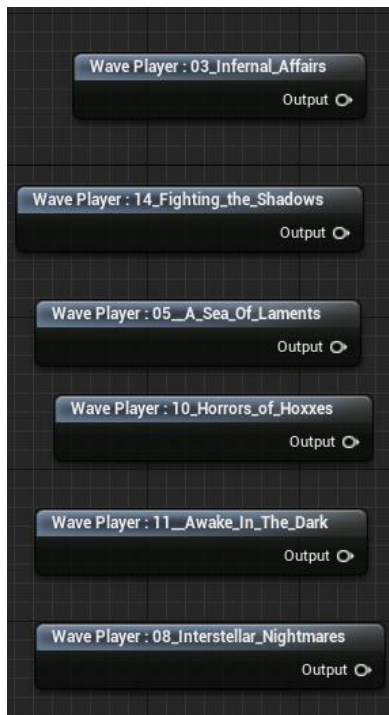 Wave Player : 03_Infernal_Affairs
Output
Wave Player : 14_Fighting_the_Shadows
Output
Wave Player : 05__A_Sea_Of_Laments
Output
Wave Player : 10_Horrors_of_Hoxxes
Output
Wave Player : 11__Awake_In_The_Dark
Output
Wave Player : 08_Interstellar_Nightmares
Output